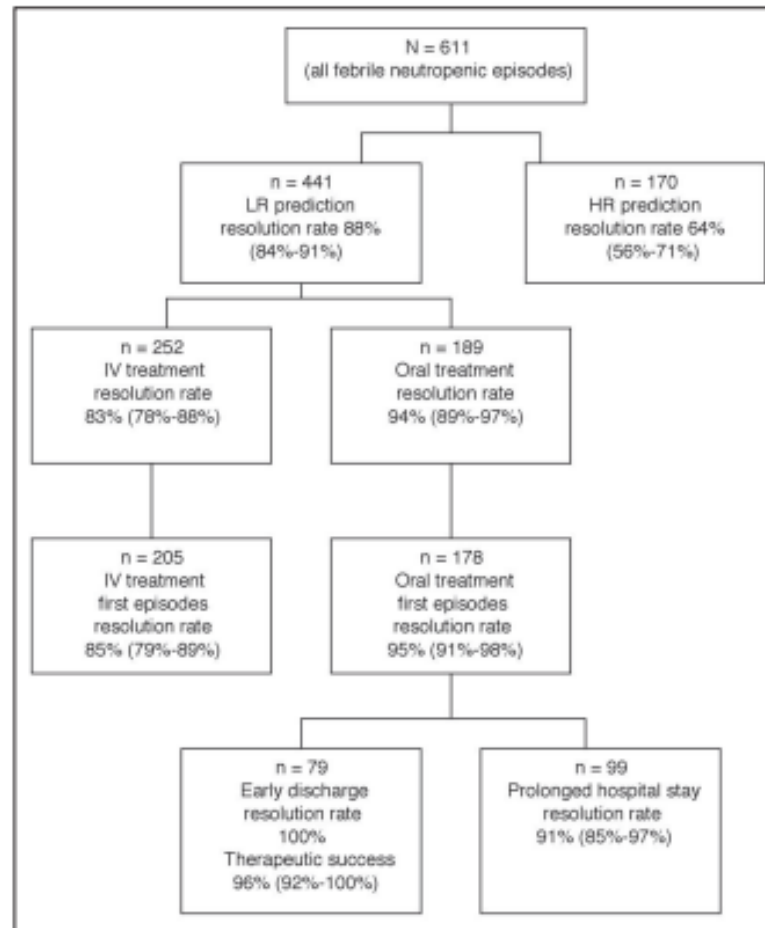 N = 611
(all febrile neutropenic episodes)
n = 441
LR prediction
resolution rate 88%
(84%-91%)
n = 170
HR prediction
resolution rate 64%
(56%-71%)
n = 252
IV treatment
resolution rate
83% (78%-88%)
n = 189
Oral treatment
resolution rate
94% (89%-97%)
n = 205
IV treatment
first episodes
resolution rate
85% (79%-89%)
n = 178
Oral treatment
first episodes
resolution rate
95% (91%-98%)
n = 79
Early discharge
resolution rate
100%
Therapeutic success
96% (92%-100%)
n = 99
Prolonged hospital stay
resolution rate
91% (85%-97%)